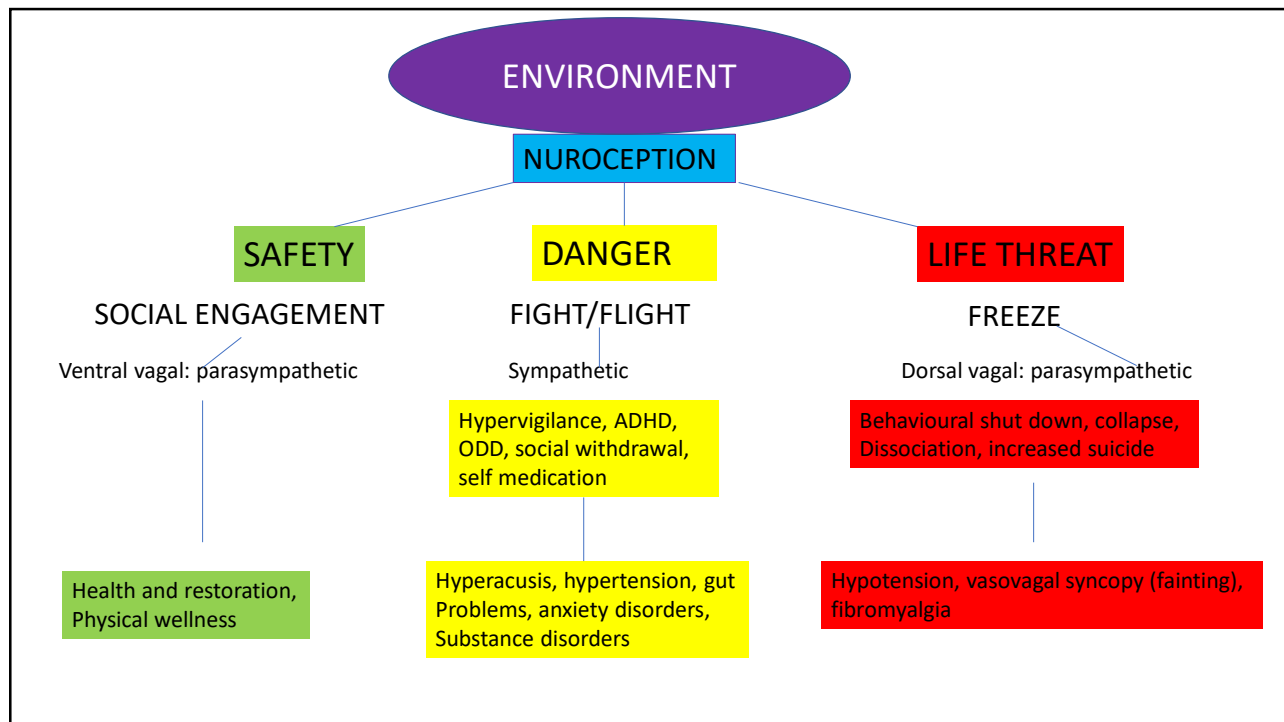 ENVIRONMENT
NUROCEPTION
SAFETY
DANGER
LIFE THREAT
SOCIAL ENGAGEMENT
FIGHT/FLIGHT
FREEZE
Ventral vagal: parasympathetic
Sympathetic
Dorsal vagal: parasympathetic
Hypervigilance, ADHD,
ODD, social withdrawal,
self medication
Behavioural shut down, collapse,
Dissociation, increased suicide
Health and restoration,
Physical wellness
Hyperacusis, hypertension, gut
Problems, anxiety disorders,
Substance disorders
Hypotension, vasovagal syncopy (fainting),
fibromyalgia